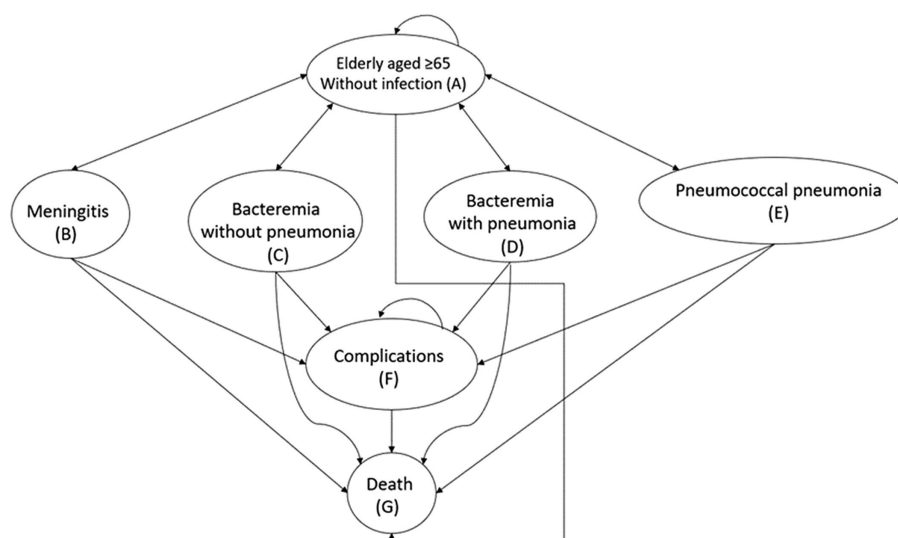 Elderly aged ≥65
Without infection (A)
Meningitis
(B)
Bacteremia
without pneumonia
(C)
Bacteremia
with pneumonia
(D)
Pneumococcal pneumonia
(E)
Complications
(F)
Death
(G)